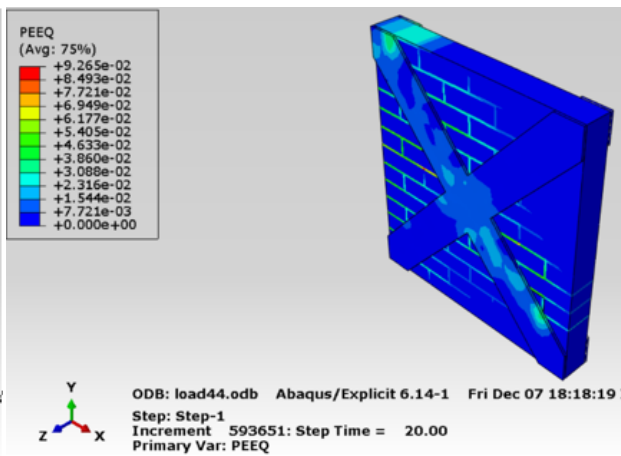 PEEQ
(Avg: 75%)
+9.265e-02
+8.493e-02
+7.721e-02
+6.949e-02
+6.177e-02
+5.405e-02
+4.633e-02
+3.860e-02
+3.088e-02
+2.316e-02
+1.544e-02
+7.721e-03
+0.000e+00
Y
Z
X
ODB: load44.odb Abaqus/Explicit 6.14-1 Fri Dec 07 18:18:19
Step: Step-1
Increment 593651: Step Time = 20.00
Primary Var: PEEQ